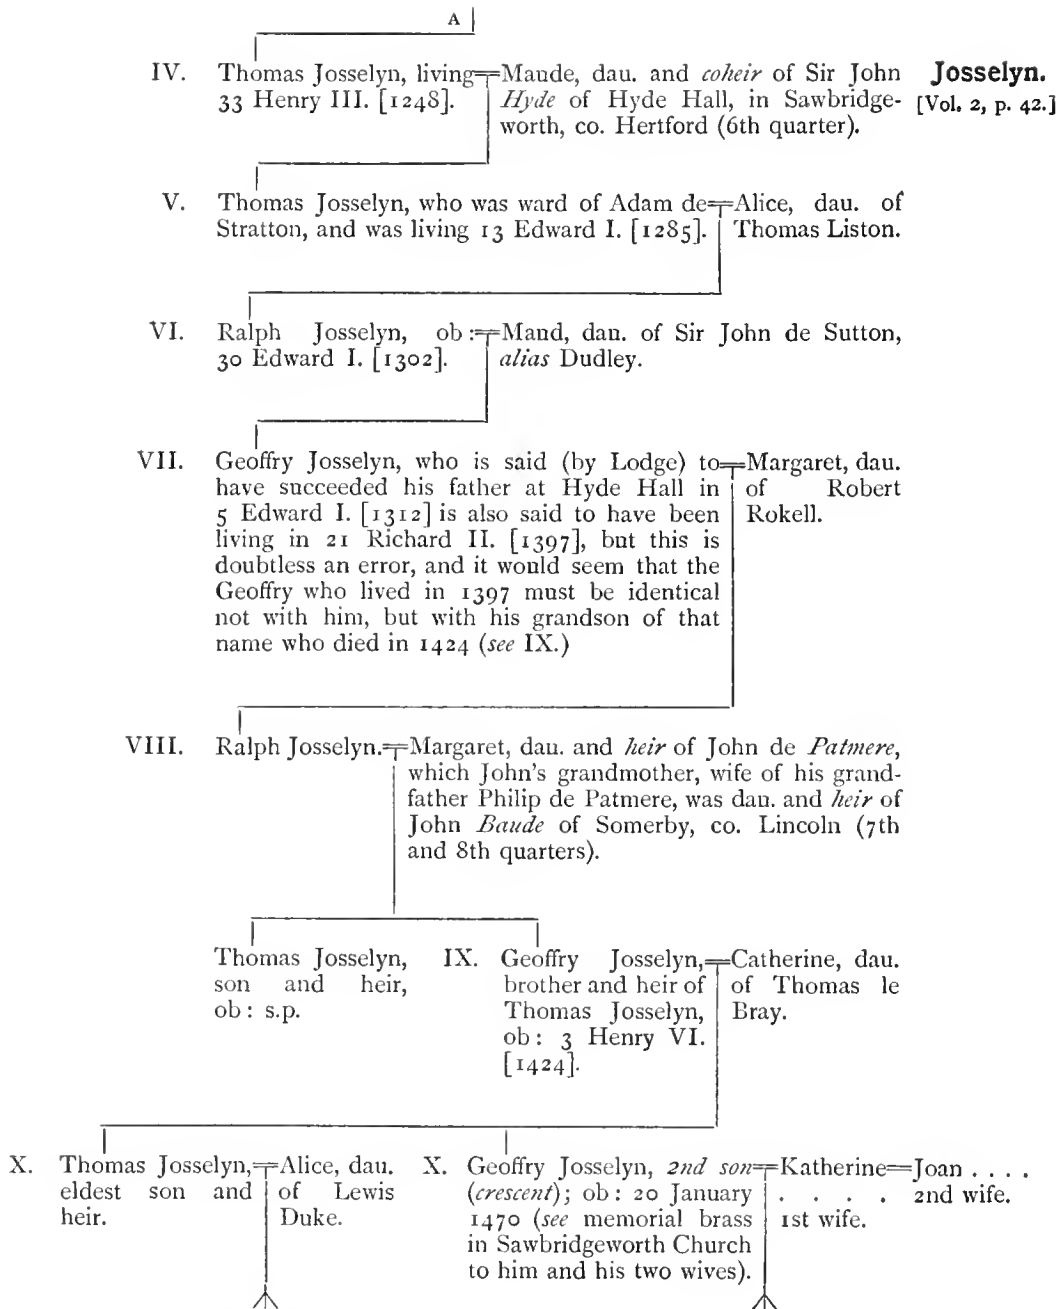 A
IV. Thomas Josselyn, living=Maude, dau. and coheir of Sir John Josselyn.
33 Henry III. [1248]. Hyde of Hyde Hall, in Sawbridge- [Vol. 2, p. 42.]
worth, co. Hertford (6th quarter).
V. Thomas Josselyn, who was ward of Adam de=Alice, dau. of
Stratton, and was living 13 Edward I. [1285]. Thomas Liston.
VI. Ralph Josselyn, ob:=Maud, dau. of Sir John de Sutton,
30 Edward I. [1302]. alias Dudley.
VII. Geoffry Josselyn, who is said (by Lodge) to=Margaret, dau.
have succeeded his father at Hyde Hall in of Robert
5 Edward I. [1312] is also said to have been Rokell.
living in 21 Richard II. [1397], but this is
doubtless an error, and it would seem that the
Geoffry who lived in 1397 must be identical
not with him, but with his grandson of that
name who died in 1424 (see IX.)
VIII. Ralph Josselyn.=Margaret, dau. and heir of John de Patmere,
which John's grandmother, wife of his grand-
father Philip de Patmere, was dau. and heir of
John Baude of Somerby, co. Lincoln (7th
and 8th quarters).
Thomas Josselyn, IX. Geoffry Josselyn,=Catherine, dau.
son and heir, brother and heir of of Thomas le
ob: s.p. Thomas Josselyn, Bray.
ob: 3 Henry VI.
[1424].
X. Thomas Josselyn,=Alice, dau. X. Geoffry Josselyn, 2nd son=Katherine=Joan . . . .
eldest son and of Lewis (crescent); ob: 20 January . . . . 2nd wife.
heir. Duke. 1470 (see memorial brass 1st wife.
in Sawbridgeworth Church
to him and his two wives).